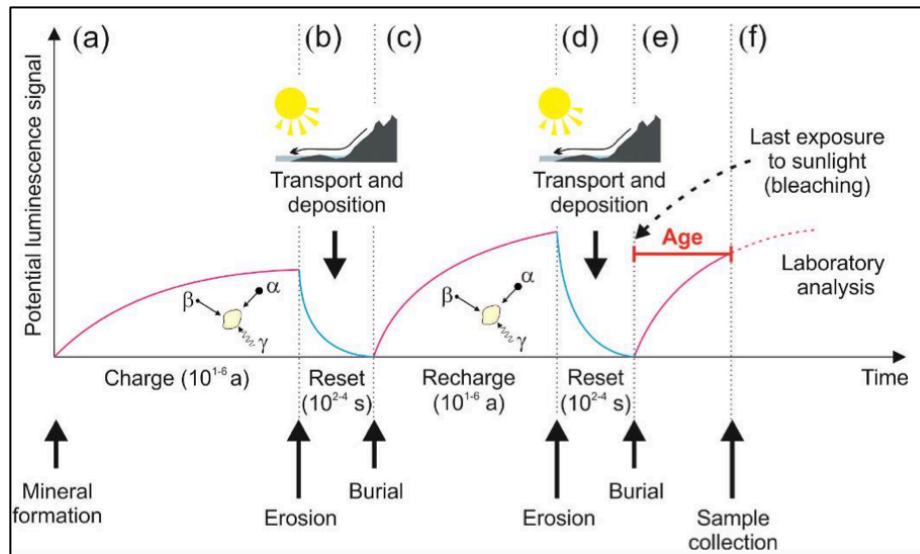 (a)
(b)
(c)
(d)
(e)
(f)
Potential luminescence signal
Transport and
deposition
Transport and
deposition
Last exposure
to sunlight
(bleaching)
Age
Laboratory
analysis
β
α
γ
β
α
γ
Charge (10¹⁻⁶ a)
Reset
(10²⁻⁴ s)
Recharge
(10¹⁻⁶ a)
Reset
(10²⁻⁴ s)
Time
Mineral
formation
Erosion
Burial
Erosion
Burial
Sample
collection